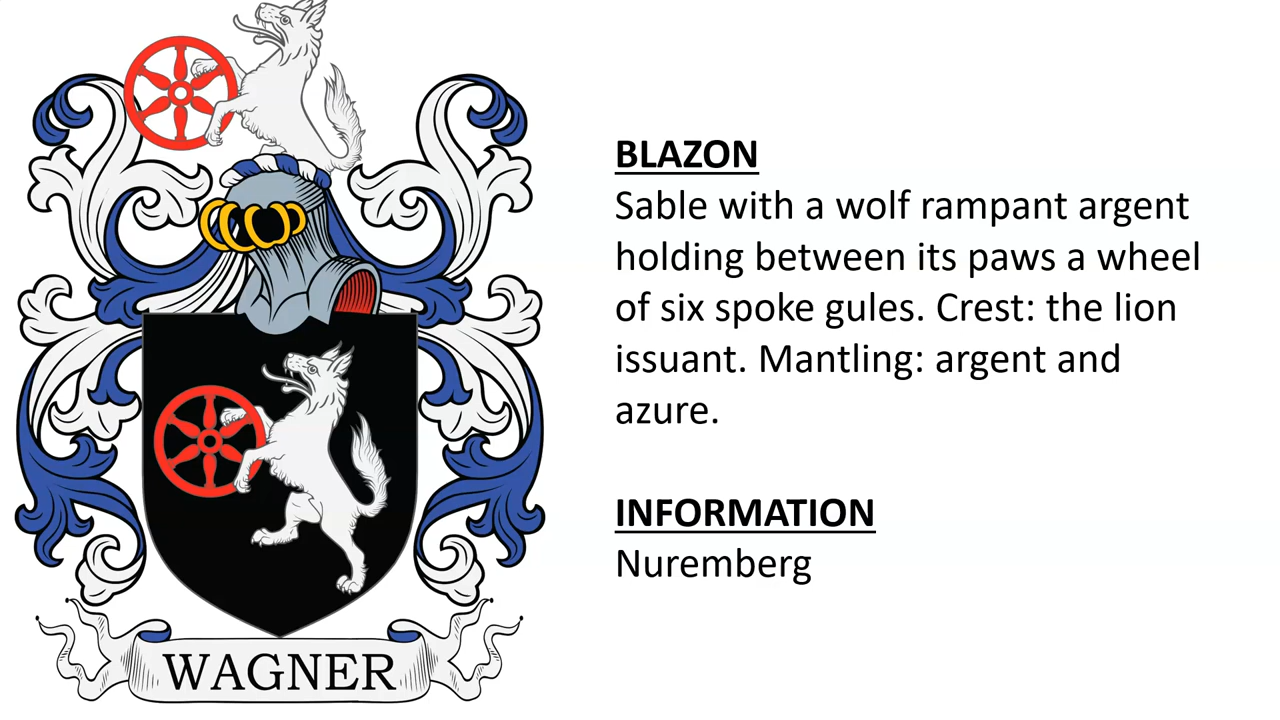 BLAZON
Sable with a wolf rampant argent
holding between its paws a wheel
of six spoke gules. Crest: the lion
issuant. Mantling: argent and
azure.
INFORMATION
Nuremberg
WAGNER